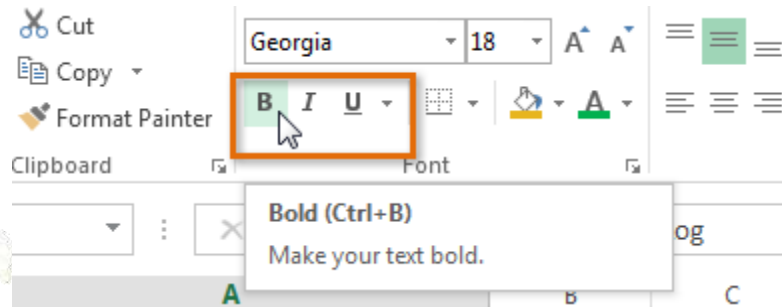 Cut
Georgia 18 A A
Copy
B I U A
Format Painter
Clipboard Font
Bold (Ctrl+B)
og
Make your text bold.
A B C